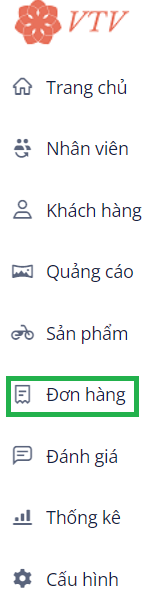 VTV
Trang chủ
Nhân viên
Khách hàng
Quảng cáo
Sản phẩm
Đơn hàng
Đánh giá
Thống kê
Cấu hình